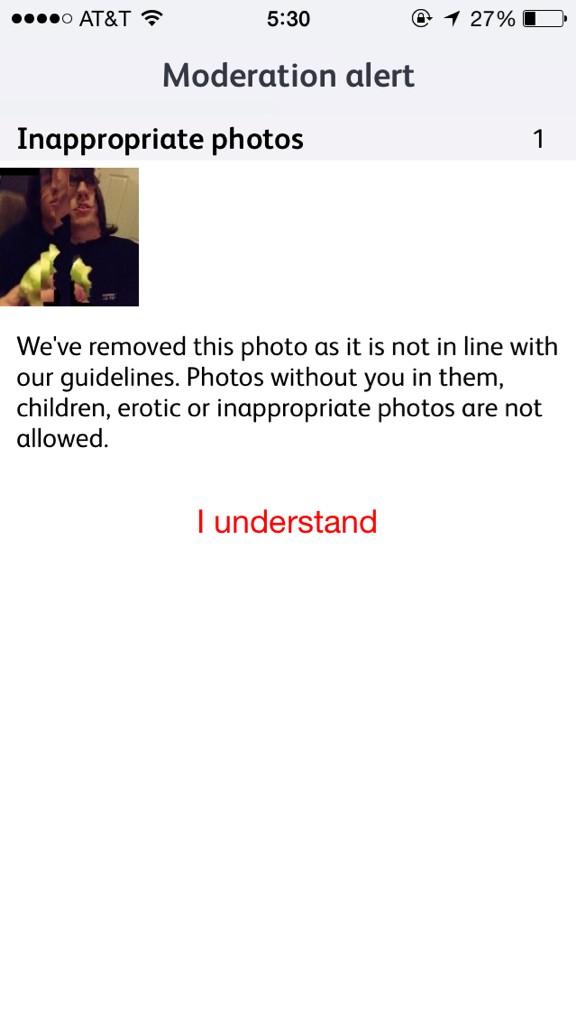 AT&T 5:30 27%
Moderation alert
Inappropriate photos 1
We've removed this photo as it is not in line with
our guidelines. Photos without you in them,
children, erotic or inappropriate photos are not
allowed.
I understand